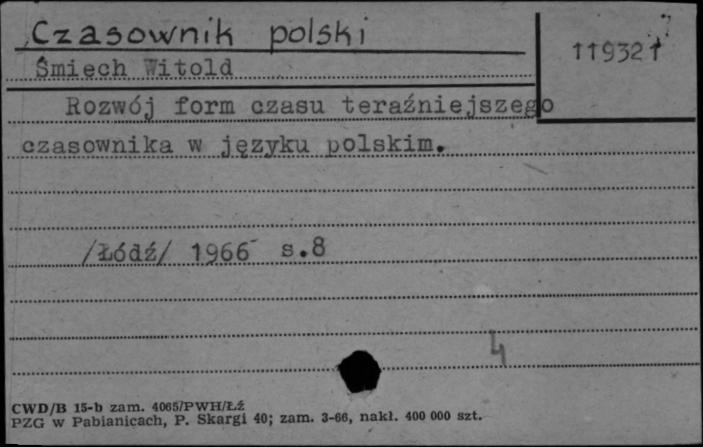 Czasownik polski
119321
Śmiech Witold
Rozwój form czasu teraźniejszego
czasownika w języku polskim.
/Łódź/ 1966 s.8
4
CWD/B 15-b zam. 4065/PWH/Łź
PZG w Pabianicach, P. Skargi 40; zam. 3-66, nakł. 400 000 szt.